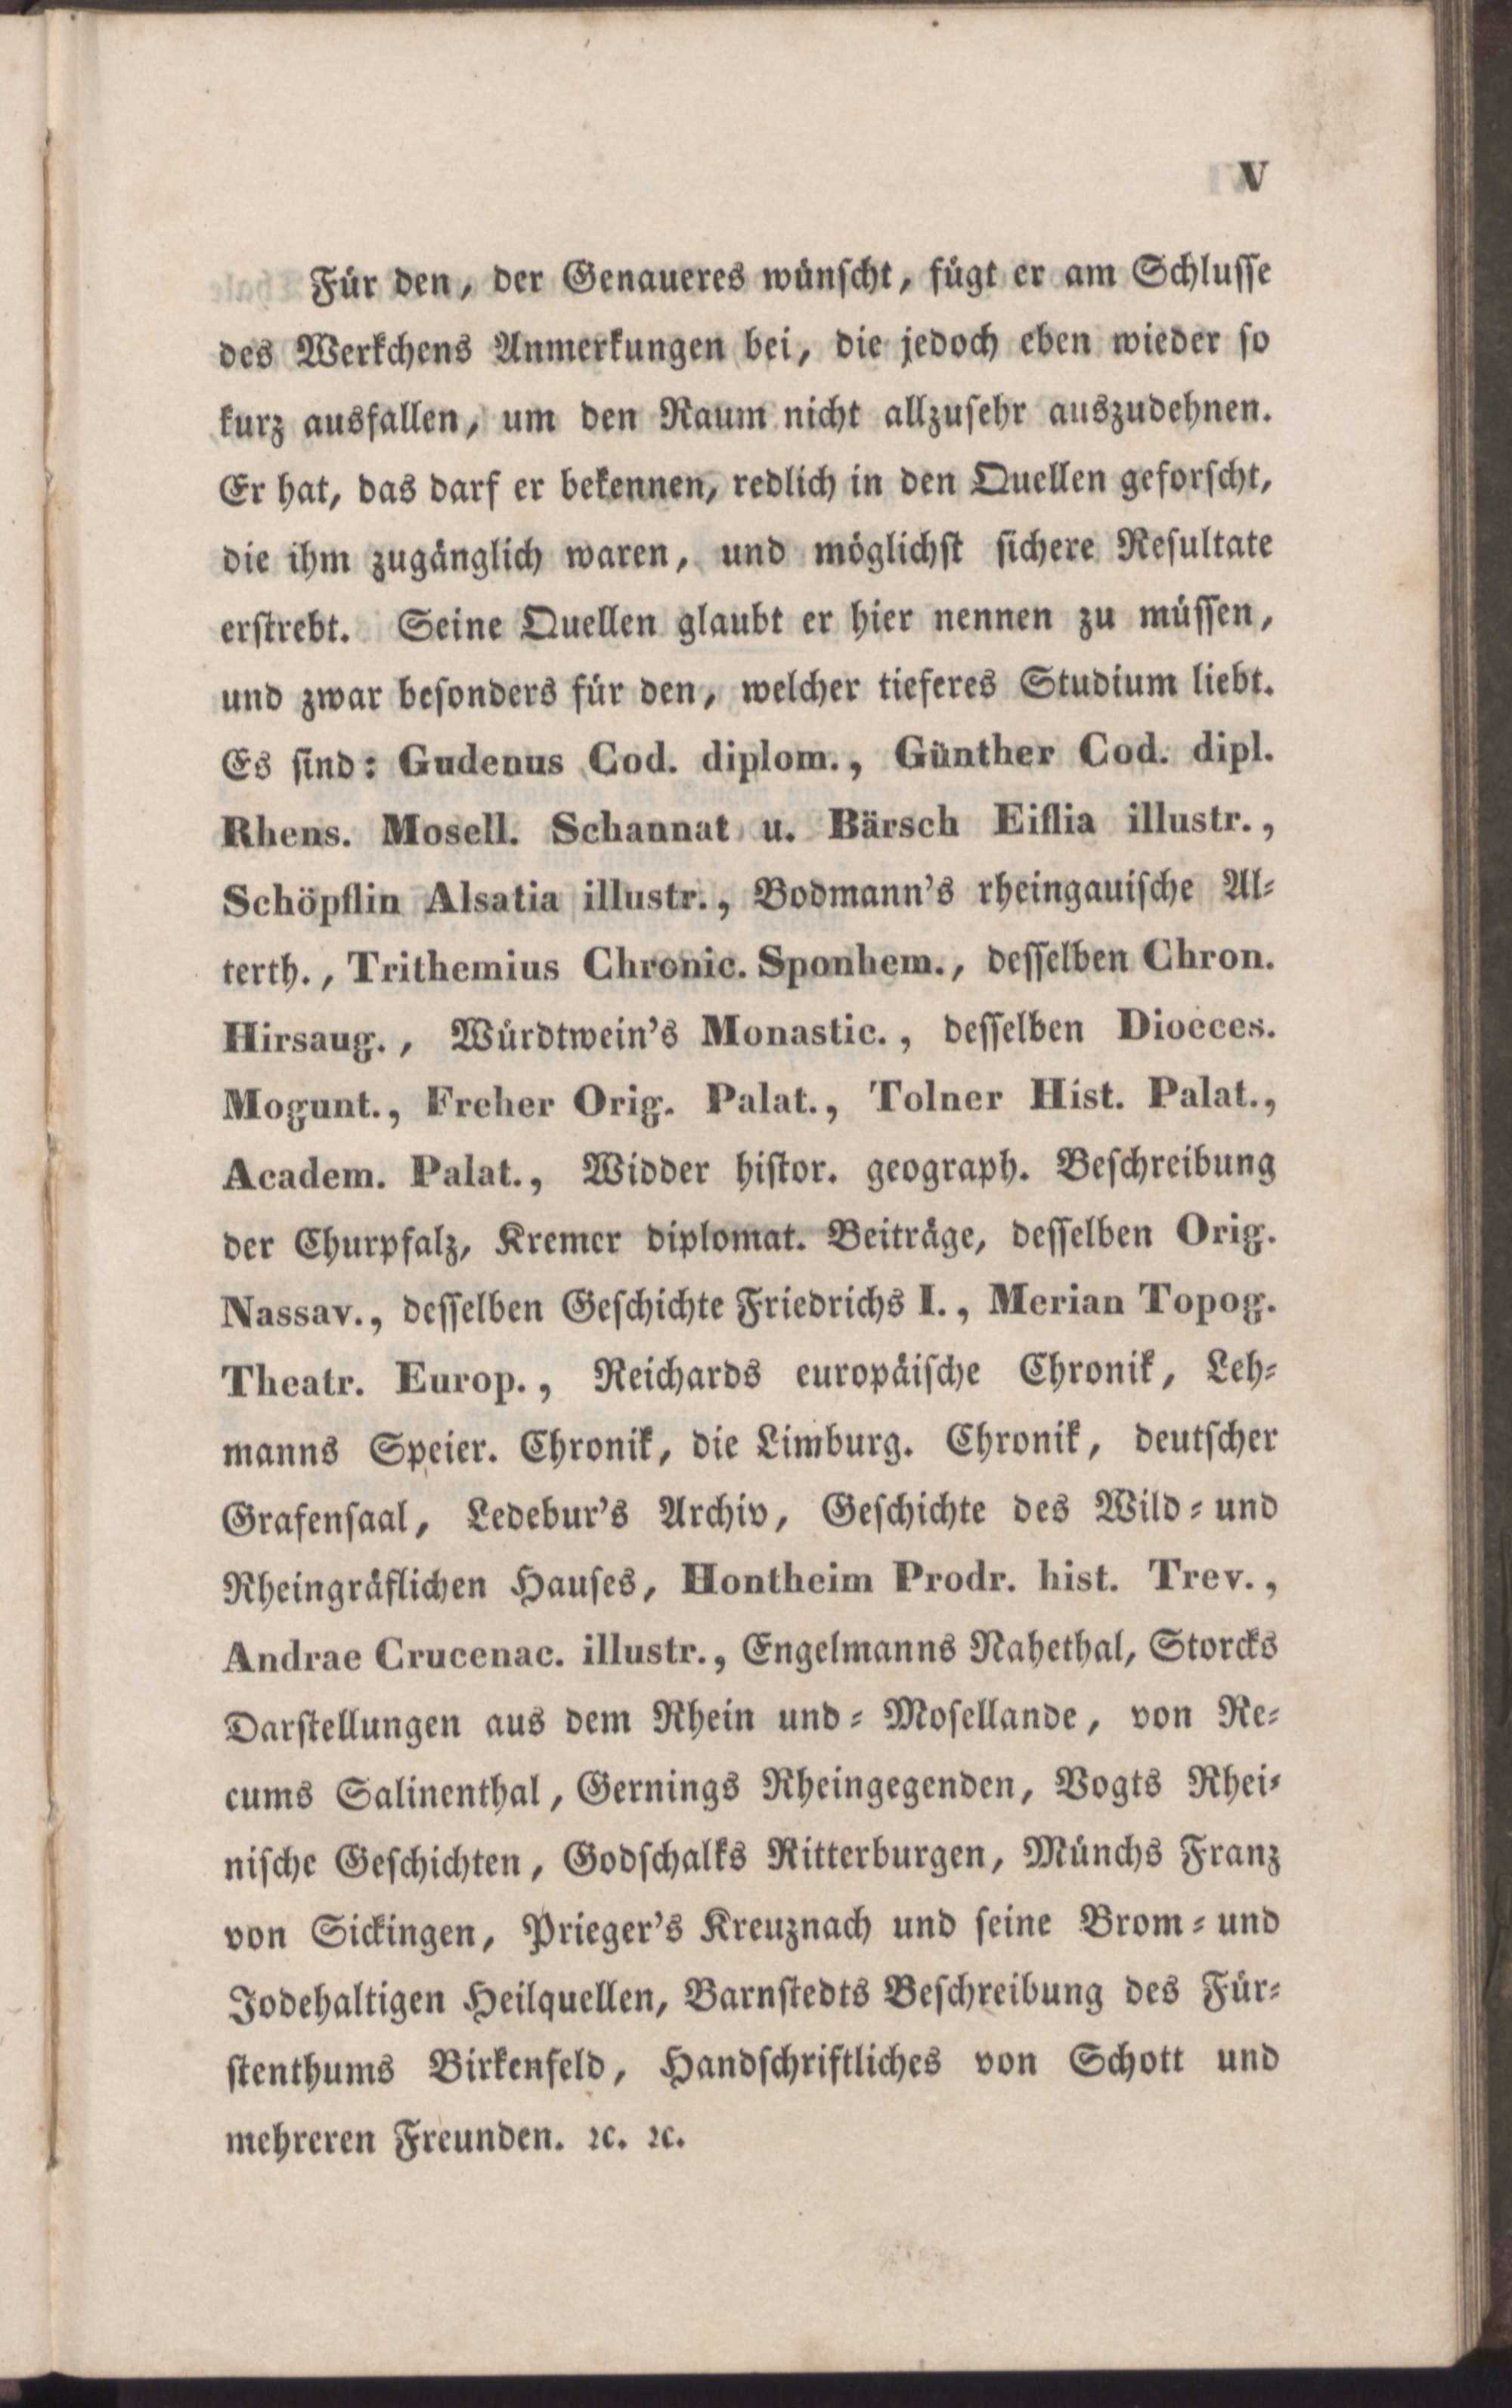 V
Für den, der Genaueres wünscht, fügt er am Schlusse
des Werkchens Anmerkungen bei, die jedoch eben wieder so
kurz ausfallen, um den Raum nicht allzusehr auszudehnen.
Er hat, das darf er bekennen, redlich in den Quellen geforscht,
die ihm zugänglich waren, und möglichst sichere Resultate
erstrebt. Seine Quellen glaubt er hier nennen zu müssen,
und zwar besonders für den, welcher tieferes Studium liebt.
Es sind: Gudenus Cod. diplom., Günther Cod. dipl.
Rhens. Mosell. Schannat u. Bärsch Eiflia illustr.,
Schöpflin Alsatia illustr., Bodmann's rheingauische Al-
terth., Trithemius Chronic. Sponhem., desselben Chron.
Hirsaug., Würdtwein's Monastic., desselben Dioeces.
Mogunt., Freher Orig. Palat., Tolner Hist. Palat.,
Academ. Palat., Widder histor. geograph. Beschreibung
der Churpfalz, Kremer diplomat. Beiträge, desselben Orig.
Nassav., desselben Geschichte Friedrichs I., Merian Topog.
Theatr. Europ., Reichards europäische Chronik, Leh-
manns Speier. Chronik, die Limburg. Chronik, deutscher
Grafensaal, Ledebur's Archiv, Geschichte des Wild- und
Rheingräflichen Hauses, Hontheim Prodr. hist. Trev.,
Andrae Crucenac. illustr., Engelmanns Nahethal, Storcks
Darstellungen aus dem Rhein und- Mosellande, von Re-
cums Salinenthal, Gernings Rheingegenden, Vogts Rhei-
nische Geschichten, Godschalks Ritterburgen, Münchs Franz
von Sickingen, Prieger's Kreuznach und seine Brom- und
Jodehaltigen Heilquellen, Barnstedts Beschreibung des Für-
stenthums Birkenfeld, Handschriftliches von Schott und
mehreren Freunden. ꝛc. ꝛc.